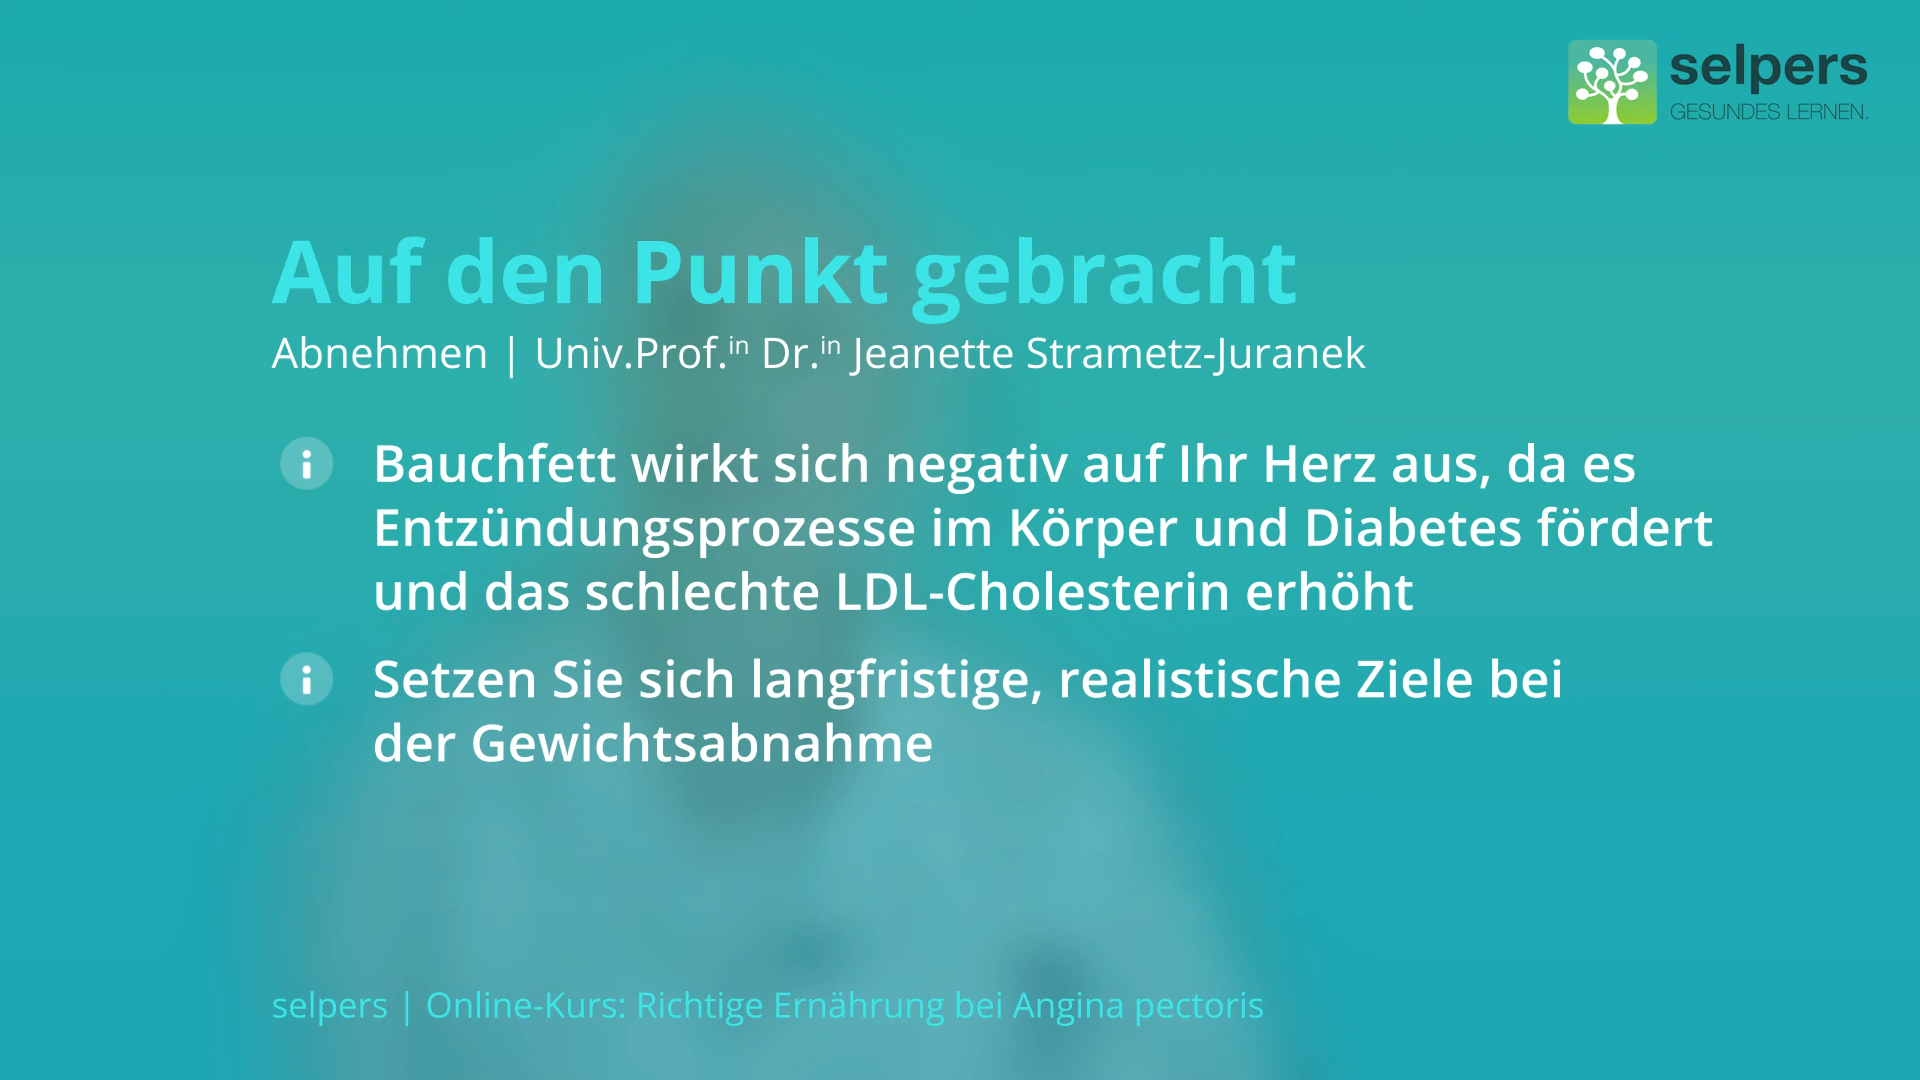 selpers
GESUNDES LERNEN.
Auf den Punkt gebracht
Abnehmen | Univ.Prof.in Dr.in Jeanette Strametz-Juranek
Bauchfett wirkt sich negativ auf Ihr Herz aus, da es
Entzündungsprozesse im Körper und Diabetes fördert
und das schlechte LDL-Cholesterin erhöht
Setzen Sie sich langfristige, realistische Ziele bei
der Gewichtsabnahme
selpers | Online-Kurs: Richtige Ernährung bei Angina pectoris